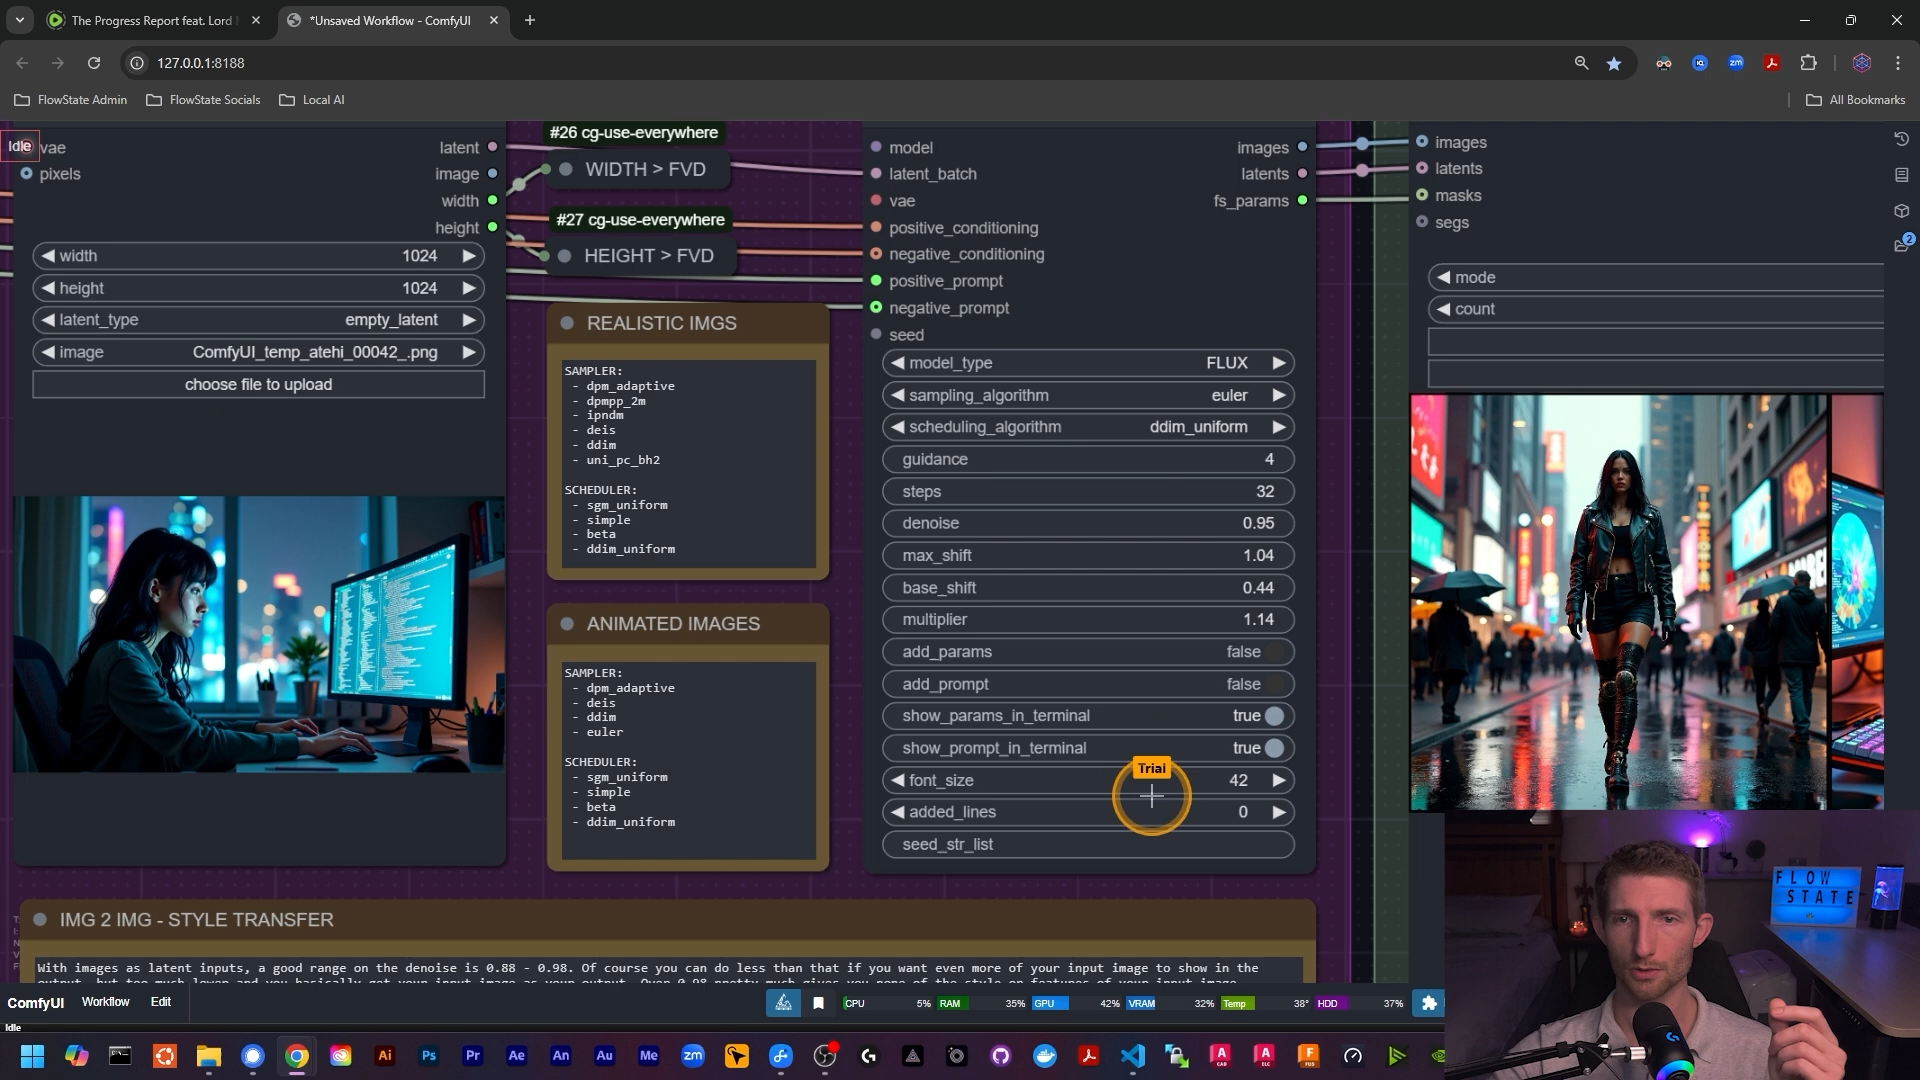 The Progress Report feat. Lord
*Unsaved Workflow - ComfyUI
127.0.0.1:8188
FlowState Admin
FlowState Socials
Local AI
All Bookmarks
Idle
vae
pixels
latent
image
width
height
width 1024
height 1024
latent_type empty_latent
image ComfyUI_temp_atehi_00042_.png
choose file to upload
#26 cg-use-everywhere
WIDTH > FVD
#27 cg-use-everywhere
HEIGHT > FVD
REALISTIC IMGS
SAMPLER:
- dpm_adaptive
- dpmpp_2m
- ipndm
- deis
- ddim
- uni_pc_bh2
SCHEDULER:
- sgm_uniform
- simple
- beta
- ddim_uniform
ANIMATED IMAGES
SAMPLER:
- dpm_adaptive
- deis
- ddim
- euler
SCHEDULER:
- sgm_uniform
- simple
- beta
- ddim_uniform
model
latent_batch
vae
positive_conditioning
negative_conditioning
positive_prompt
negative_prompt
seed
images
latents
fs_params
model_type FLUX
sampling_algorithm euler
scheduling_algorithm ddim_uniform
guidance 4
steps 32
denoise 0.95
max_shift 1.04
base_shift 0.44
multiplier 1.14
add_params false
add_prompt false
show_params_in_terminal true
show_prompt_in_terminal true
Trial
font_size 42
added_lines 0
seed_str_list
images
latents
masks
segs
mode
count
2
IMG 2 IMG - STYLE TRANSFER
With images as latent inputs, a good range on the denoise is 0.88 - 0.98. Of course you can do less than that if you want even more of your input image to show in the
ComfyUI Workflow Edit
CPU 5% RAM 35% GPU 42% VRAM 32% Temp 38° HDD 37%
Idle
FLOW
STATE
Ai Ps Pr Ae An Au Me zm